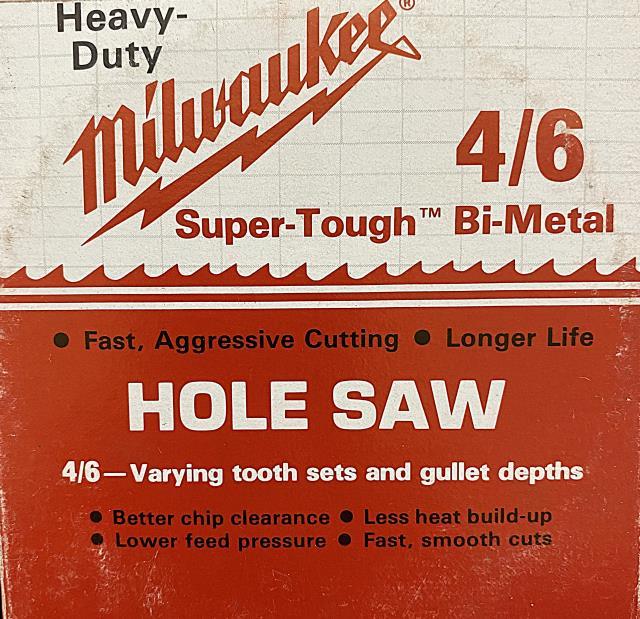 Heavy-
Duty
Milwaukee®
4/6
Super-Tough™ Bi-Metal
● Fast, Aggressive Cutting ● Longer Life
HOLE SAW
4/6—Varying tooth sets and gullet depths
● Better chip clearance ● Less heat build-up
● Lower feed pressure ● Fast, smooth cuts